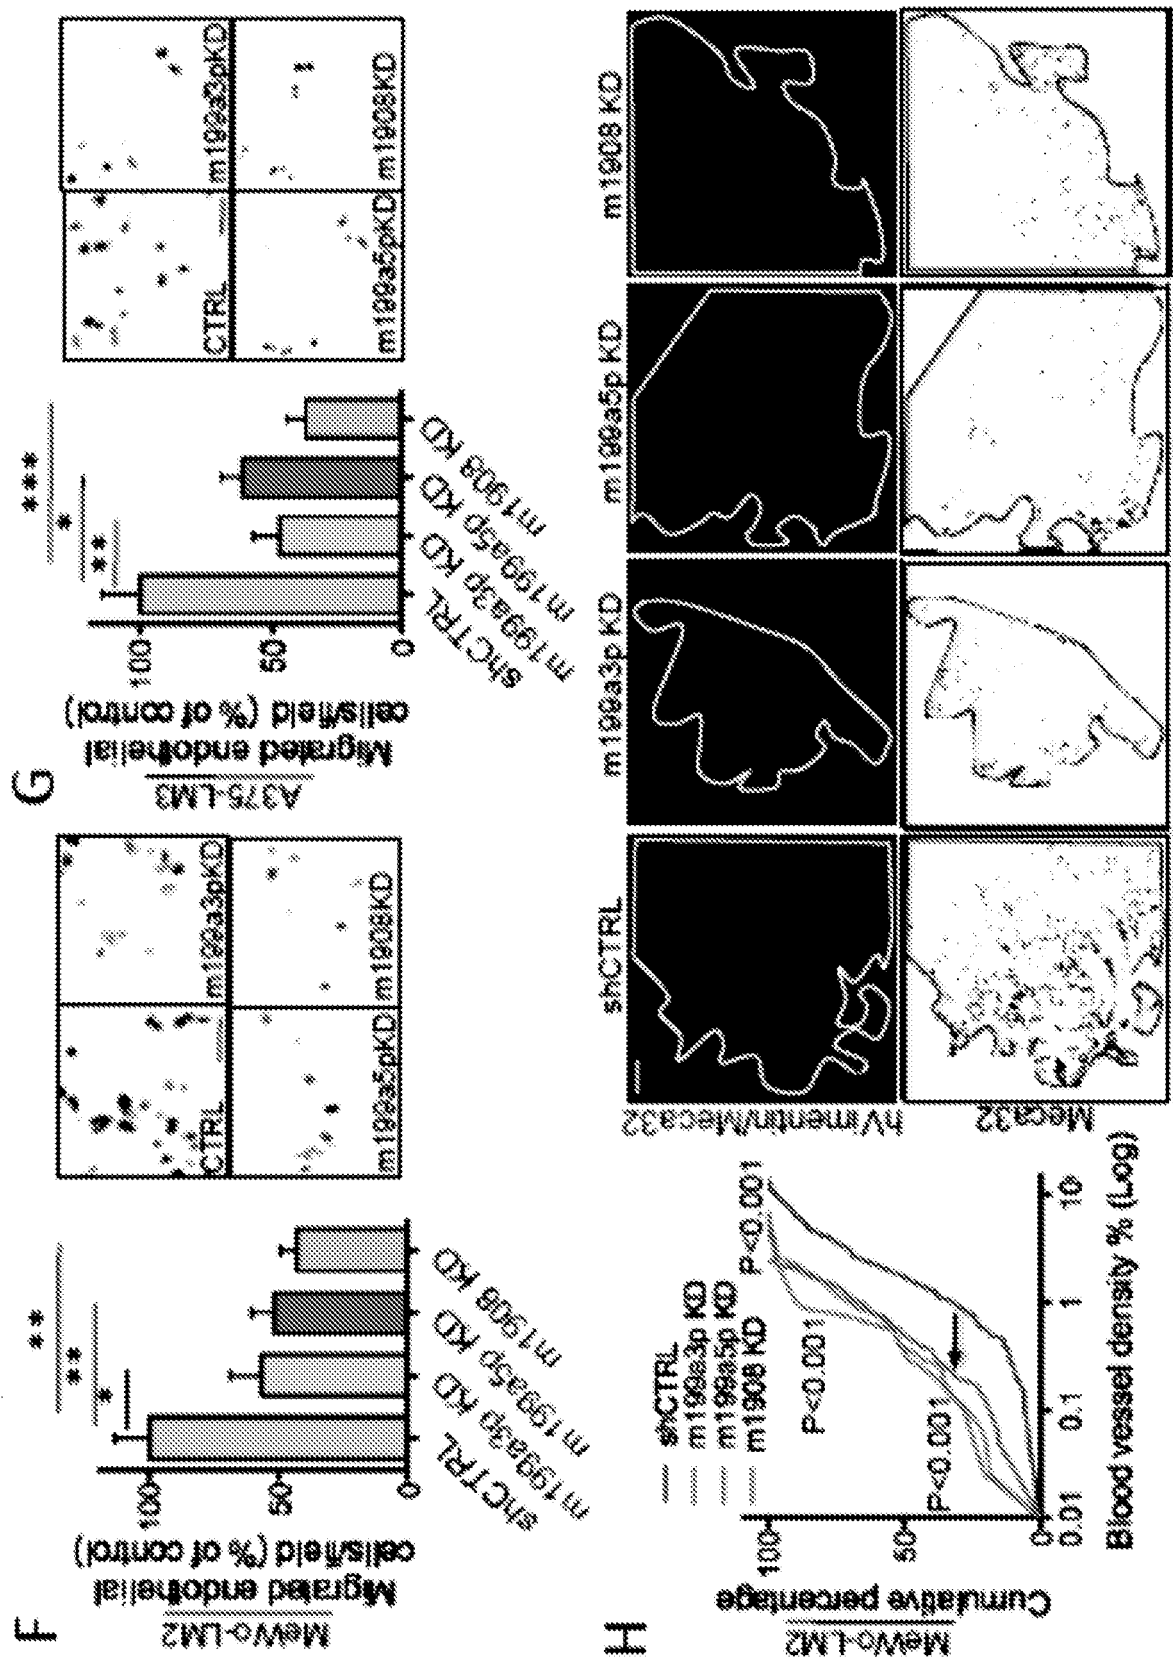 F
MeWo-LM2
Migrated endothelial
cells/field (% of control)
100
50
0
**
**
*
shCTRL
m199a3p KD
m199a5p KD
m1908 KD
CTRL
m199a3pKD
m199a5pKD
m1908KD
G
A375-LM3
Migrated endothelial
cells/field (% of control)
100
50
0
***
*
**
shCTRL
m199a3p KD
m199a5p KD
m1908 KD
CTRL
m199a3pKD
m199a5pKD
m1908KD
H
MeWo-LM2
Cumulative percentage
100
50
0
shCTRL
m199a3p KD
m199a5p KD
m1908 KD
P<0.001
P<0.001
P<0.001
0.01
0.1
1
10
Blood vessel density % (Log)
shCTRL
m199a3p KD
m199a5p KD
m1908 KD
hVimentin/Meca32
Meca32